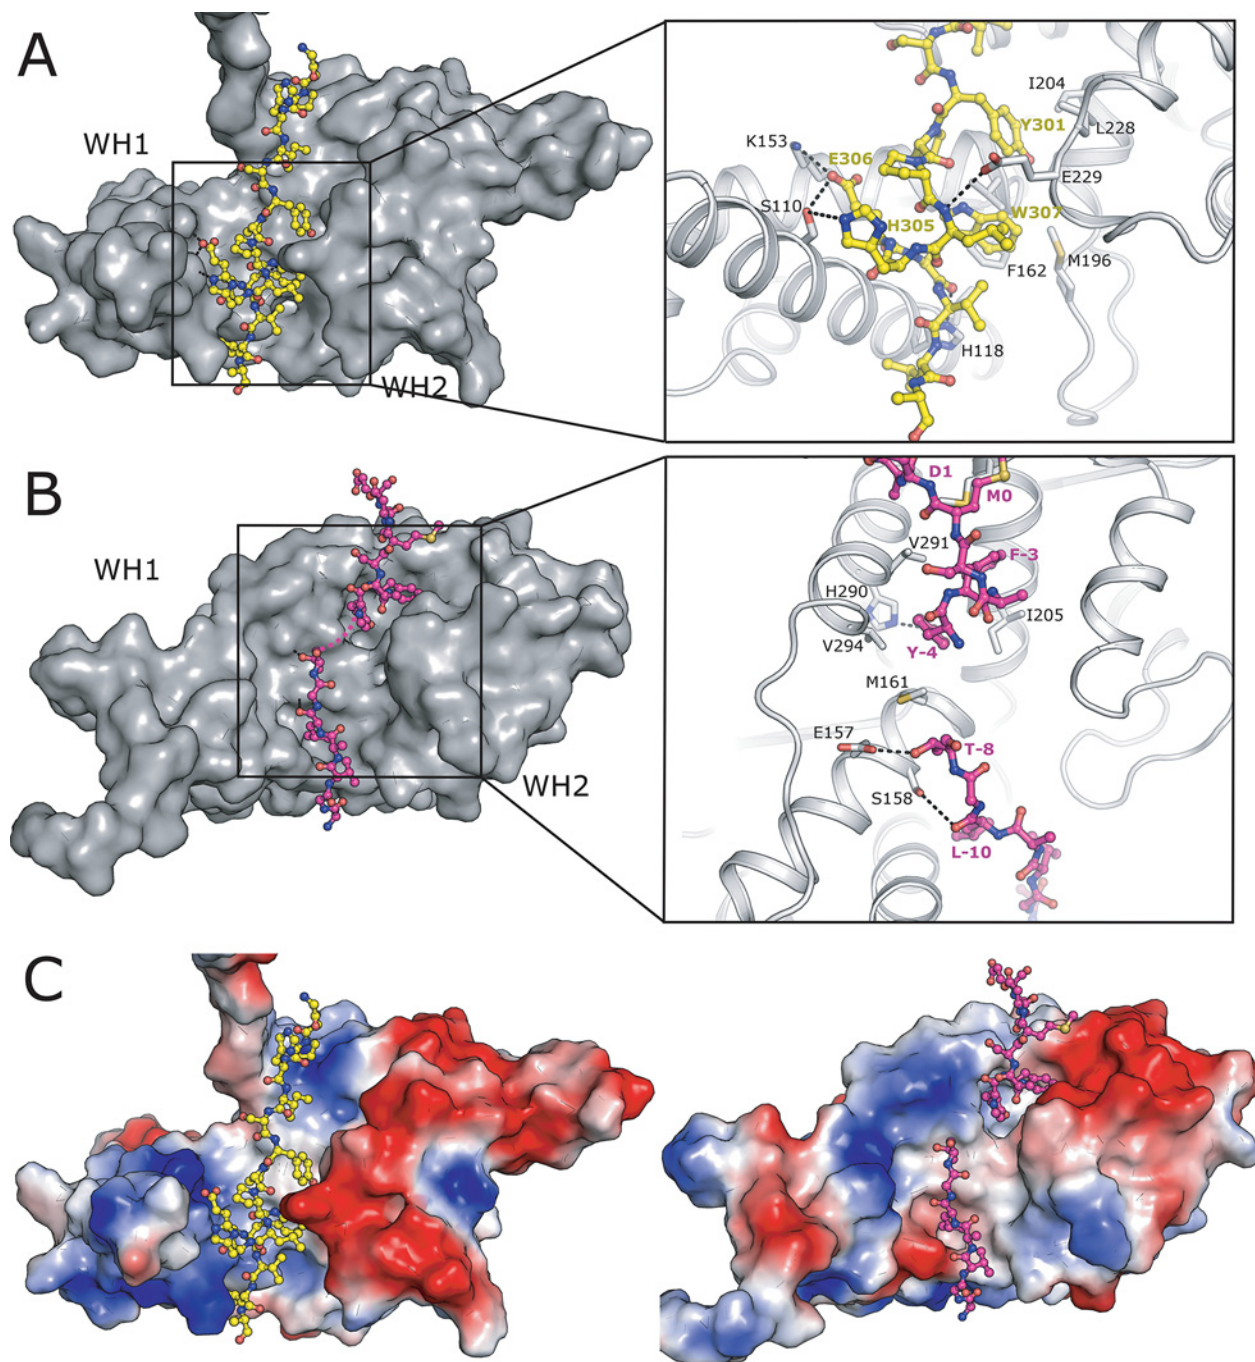 A
WH1
WH2
I204
Y301
L228
K153
E306
E229
S110
H305
W307
M196
F162
H118
B
WH1
WH2
D1
M0
V291
F-3
H290
I205
V294
Y-4
M161
E157
T-8
S158
L-10
C